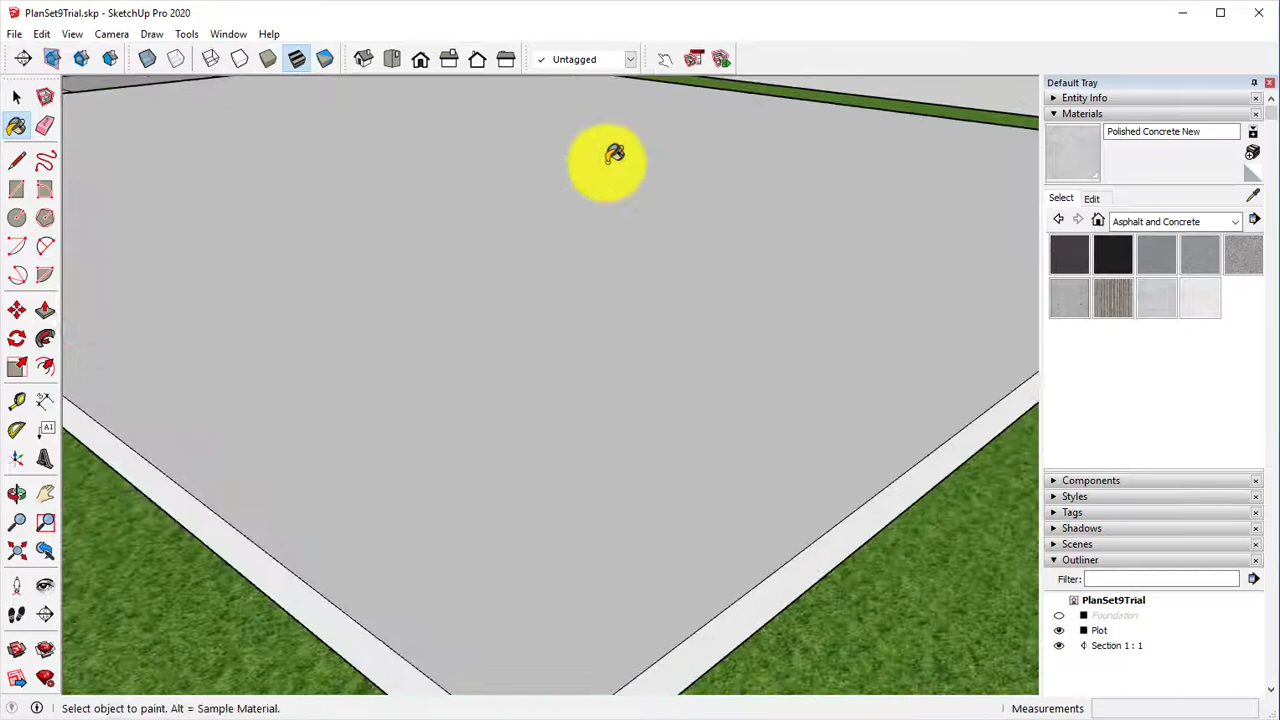 PlanSet9Trial.skp - SketchUp Pro 2020
File Edit View Camera Draw Tools Window Help
✓ Untagged
Default Tray
Entity Info
Materials
Polished Concrete New
Select Edit
Asphalt and Concrete
A1
Components
Styles
Tags
Shadows
Scenes
Outliner
Filter:
PlanSet9Trial
Foundation
Plot
Section 1 : 1
Select object to paint. Alt = Sample Material.
Measurements